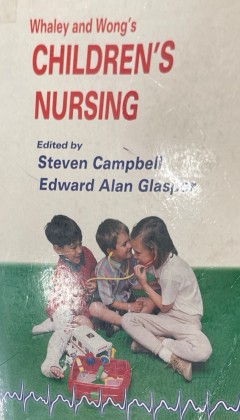 Whaley and Wong's
CHILDREN'S
NURSING
Edited by
Steven Campbell
Edward Alan Glasper